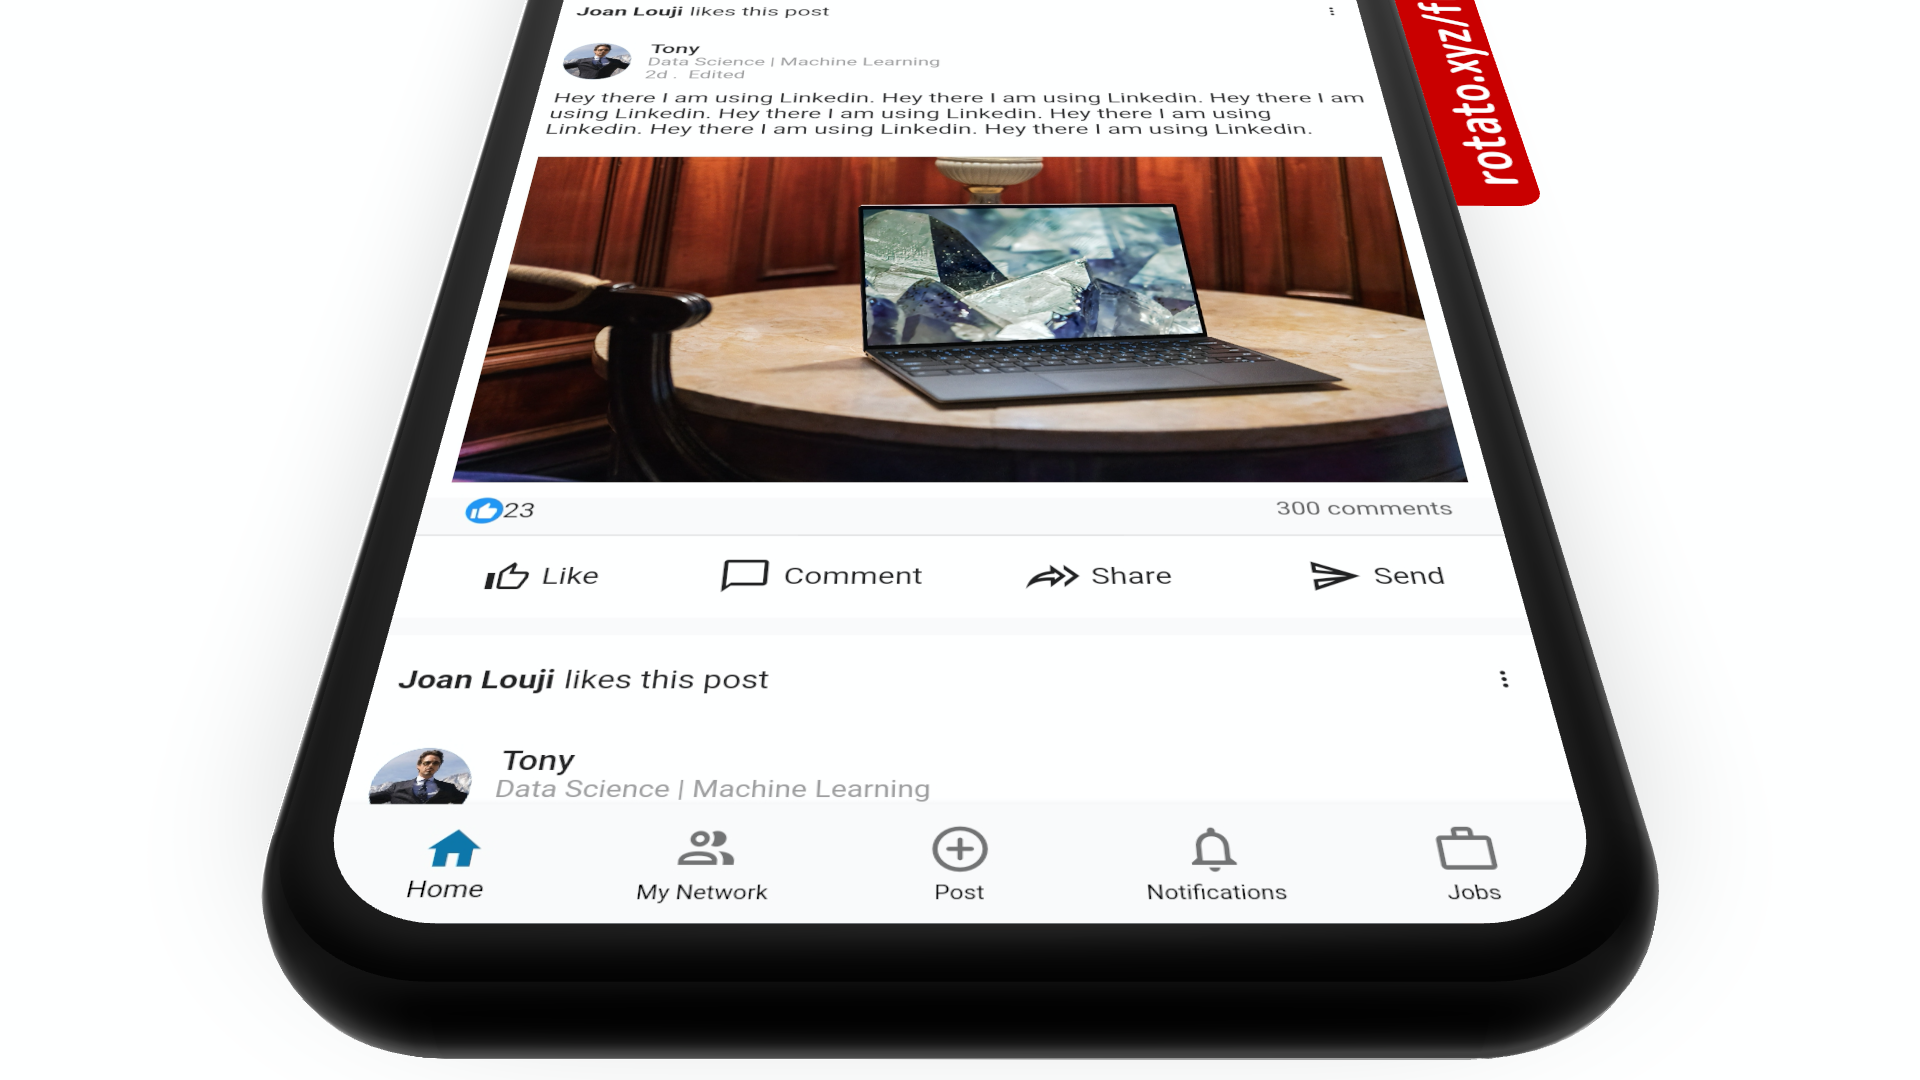 Joan Louji likes this post
Tony
Data Science | Machine Learning
2d . Edited
Hey there I am using Linkedin. Hey there I am using Linkedin. Hey there I am
using Linkedin. Hey there I am using Linkedin. Hey there I am using
Linkedin. Hey there I am using Linkedin. Hey there I am using Linkedin.
23
300 comments
Like
Comment
Share
Send
Joan Louji likes this post
Tony
Data Science | Machine Learning
Home
My Network
Post
Notifications
Jobs
rotato.xyz/f